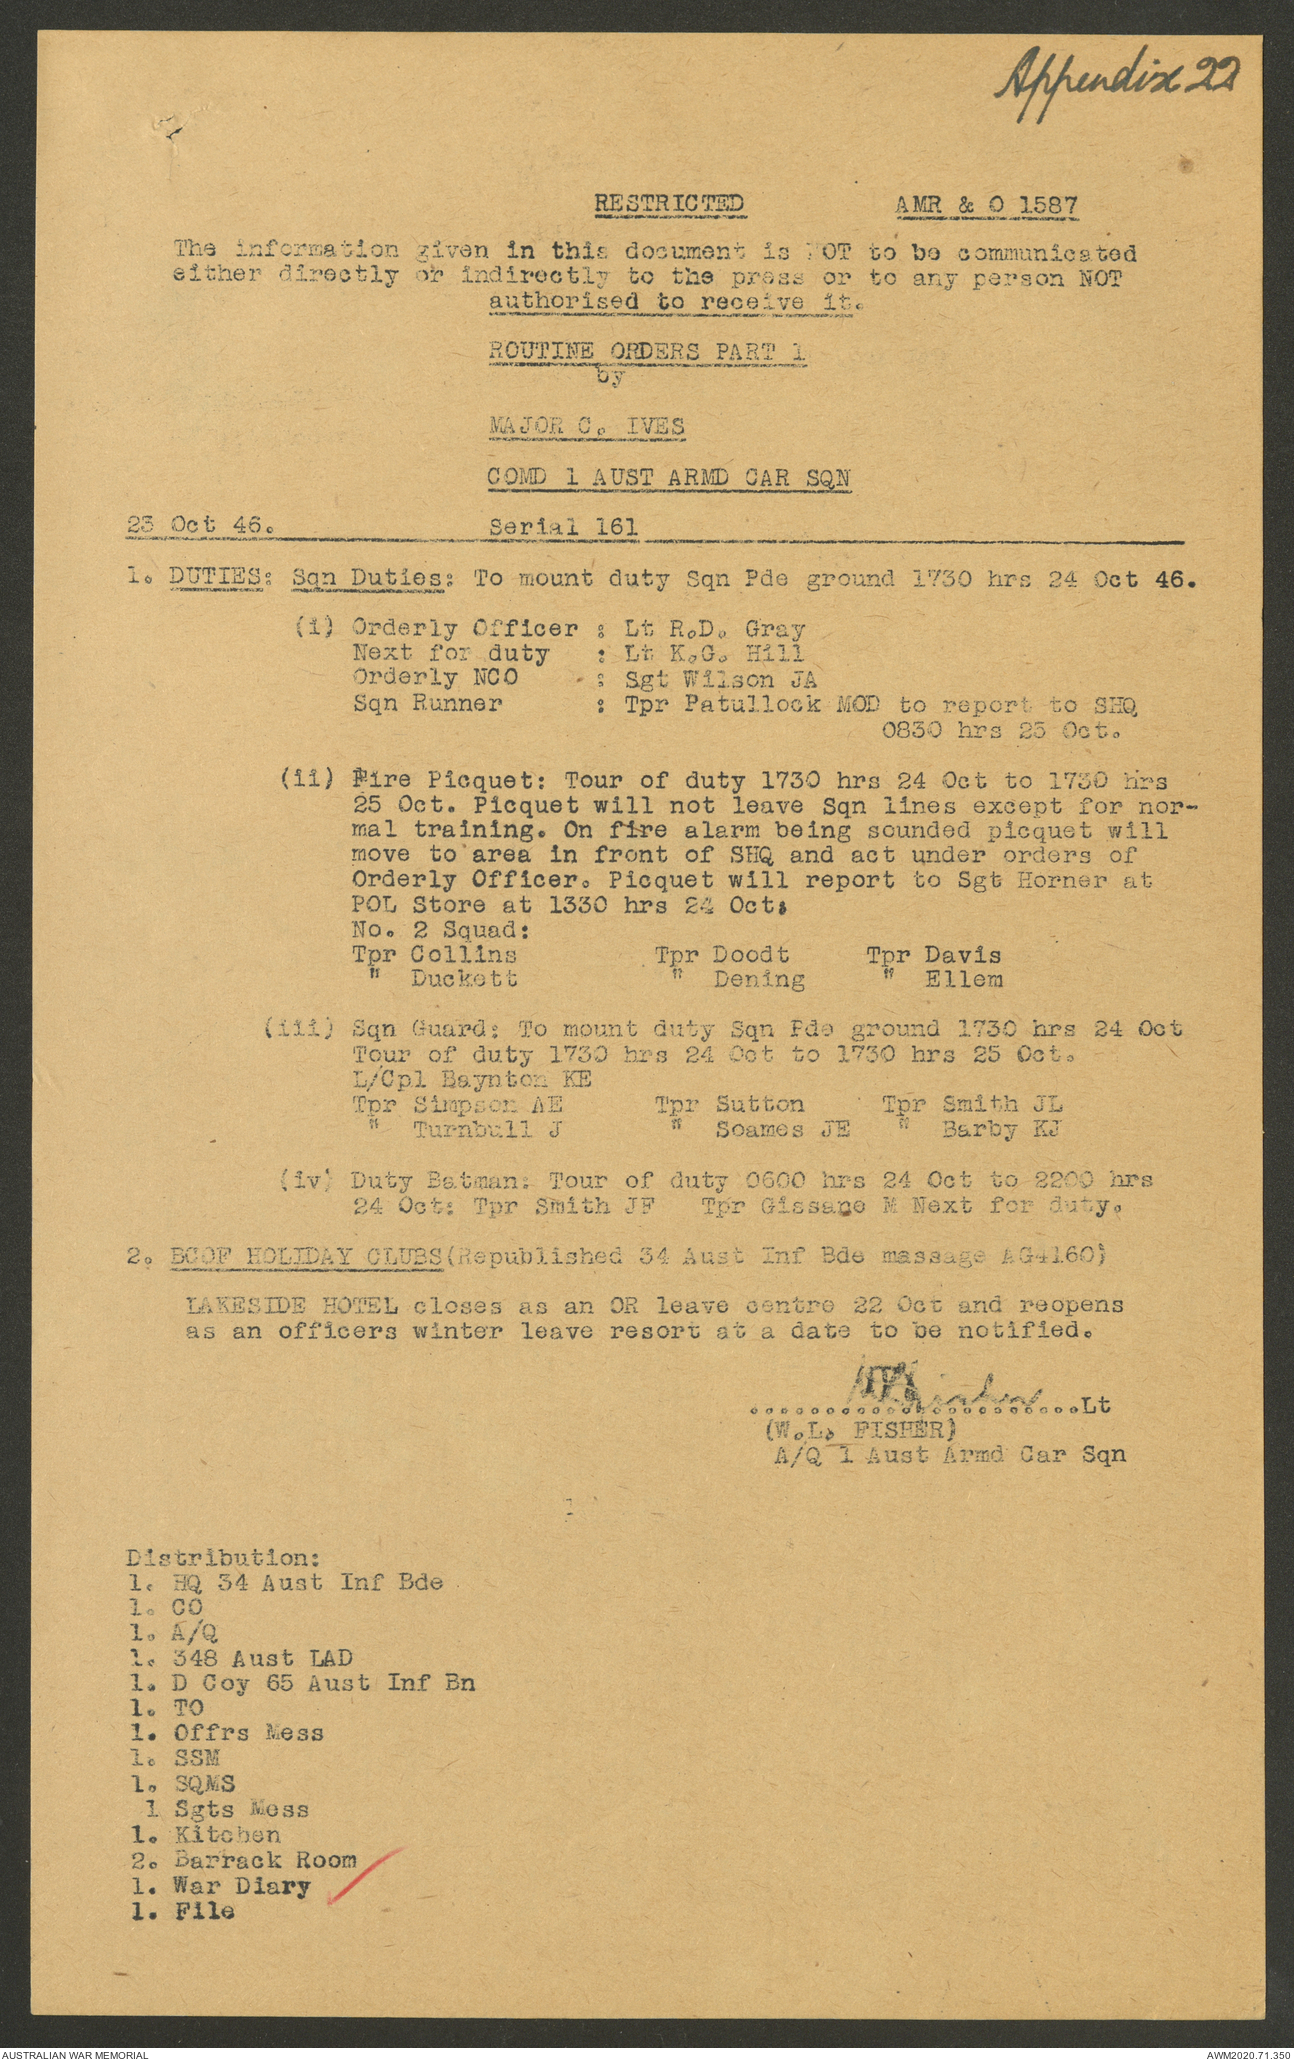 Appendix 22
RESTRICTED AMR & O 1587
The information given in this document is NOT to be communicated
either directly or indirectly to the press or to any person NOT
authorised to receive it.
ROUTINE ORDERS PART 1
by
MAJOR C. IVES
COMD 1 AUST ARMD CAR SQN
23 Oct 46. Serial 161
1. DUTIES: Sqn Duties: To mount duty Sqn Pde ground 1730 hrs 24 Oct 46.
(i) Orderly Officer : Lt R.D. Gray
Next for duty : Lt K.G. Hill
Orderly NCO : Sgt Wilson JA
Sqn Runner : Tpr Patullock MOD to report to SHQ
0830 hrs 25 Oct.
(ii) Fire Picquet: Tour of duty 1730 hrs 24 Oct to 1730 hrs
25 Oct. Picquet will not leave Sqn lines except for nor-
mal training. On fire alarm being sounded picquet will
move to area in front of SHQ and act under orders of
Orderly Officer. Picquet will report to Sgt Horner at
POL Store at 1330 hrs 24 Oct:
No. 2 Squad:
Tpr Collins Tpr Doodt Tpr Davis
" Duckett " Dening " Ellem
(iii) Sqn Guard: To mount duty Sqn Pde ground 1730 hrs 24 Oct
Tour of duty 1730 hrs 24 Oct to 1730 hrs 25 Oct.
L/Cpl Baynton KE
Tpr Simpson AE Tpr Sutton Tpr Smith JL
" Turnbull J " Soames JE " Barby KJ
(iv) Duty Batman: Tour of duty 0600 hrs 24 Oct to 2200 hrs
24 Oct: Tpr Smith JF Tpr Gissane M Next for duty.
2. BCOF HOLIDAY CLUBS(Republished 34 Aust Inf Bde massage AG4160)
LAKESIDE HOTEL closes as an OR leave centre 22 Oct and reopens
as an officers winter leave resort at a date to be notified.
..........................Lt
(W.L. FISHER)
A/Q 1 Aust Armd Car Sqn
Distribution:
1. HQ 34 Aust Inf Bde
1. CO
1. A/Q
1. 348 Aust LAD
1. D Coy 65 Aust Inf Bn
1. TO
1. Offrs Mess
1. SSM
1. SQMS
1 Sgts Mess
1. Kitchen
2. Barrack Room
1. War Diary
1. File
AUSTRALIAN WAR MEMORIAL AWM2020.71.350